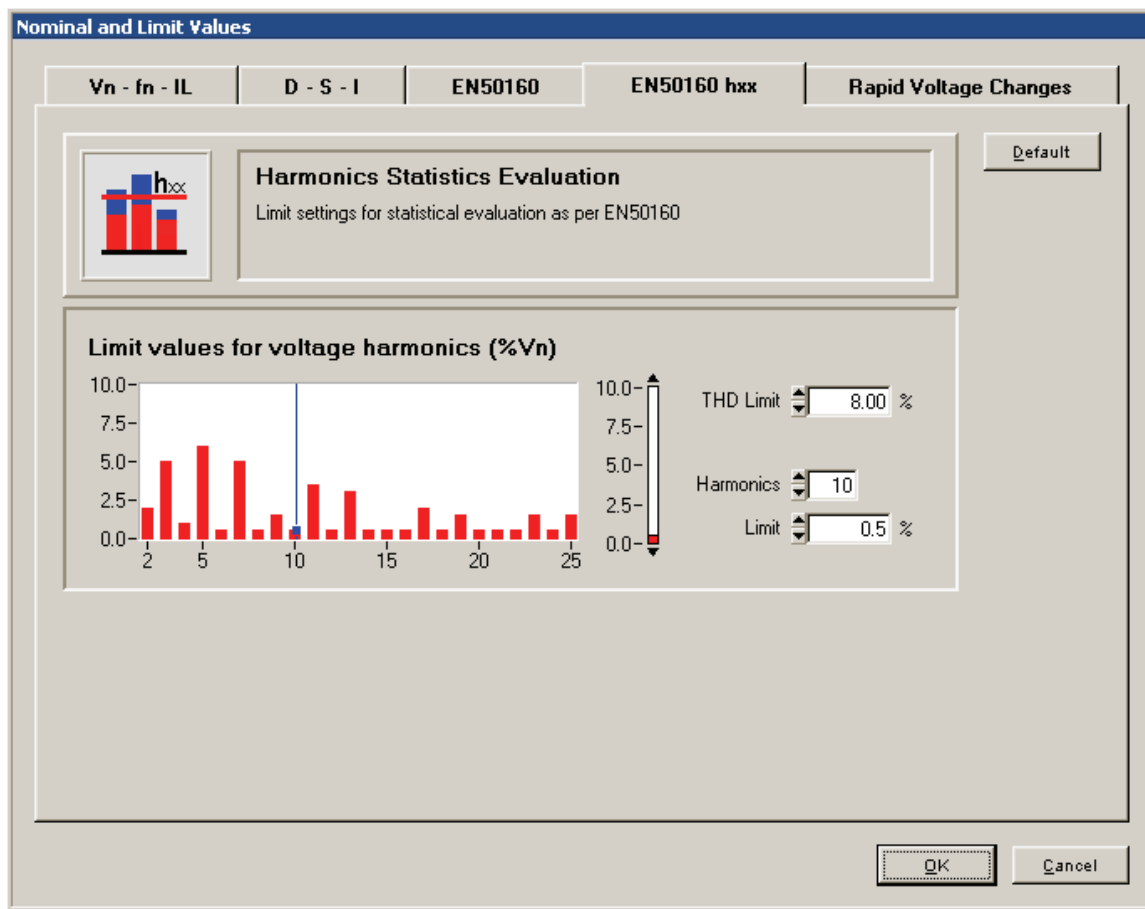 Nominal and Limit Values
Vn - fn - IL
D - S - I
EN50160
EN50160 hxx
Rapid Voltage Changes
Default
hxx
Harmonics Statistics Evaluation
Limit settings for statistical evaluation as per EN50160
Limit values for voltage harmonics (%Vn)
10.0
7.5
5.0
2.5
0.0
2 5 10 15 20 25
10.0
7.5
5.0
2.5
0.0
THD Limit 8.00 %
Harmonics 10
Limit 0.5 %
OK
Cancel